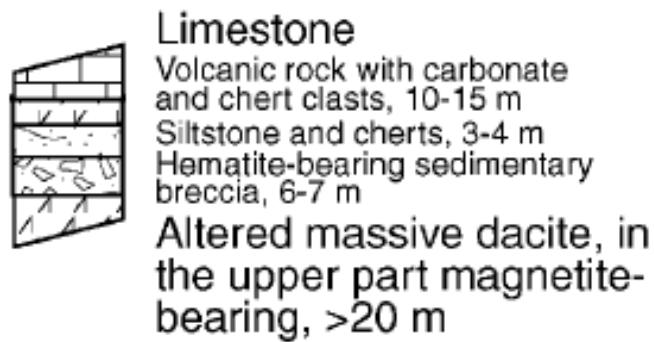 Limestone
Volcanic rock with carbonate
and chert clasts, 10-15 m
Siltstone and cherts, 3-4 m
Hematite-bearing sedimentary
breccia, 6-7 m
Altered massive dacite, in
the upper part magnetite-
bearing, >20 m